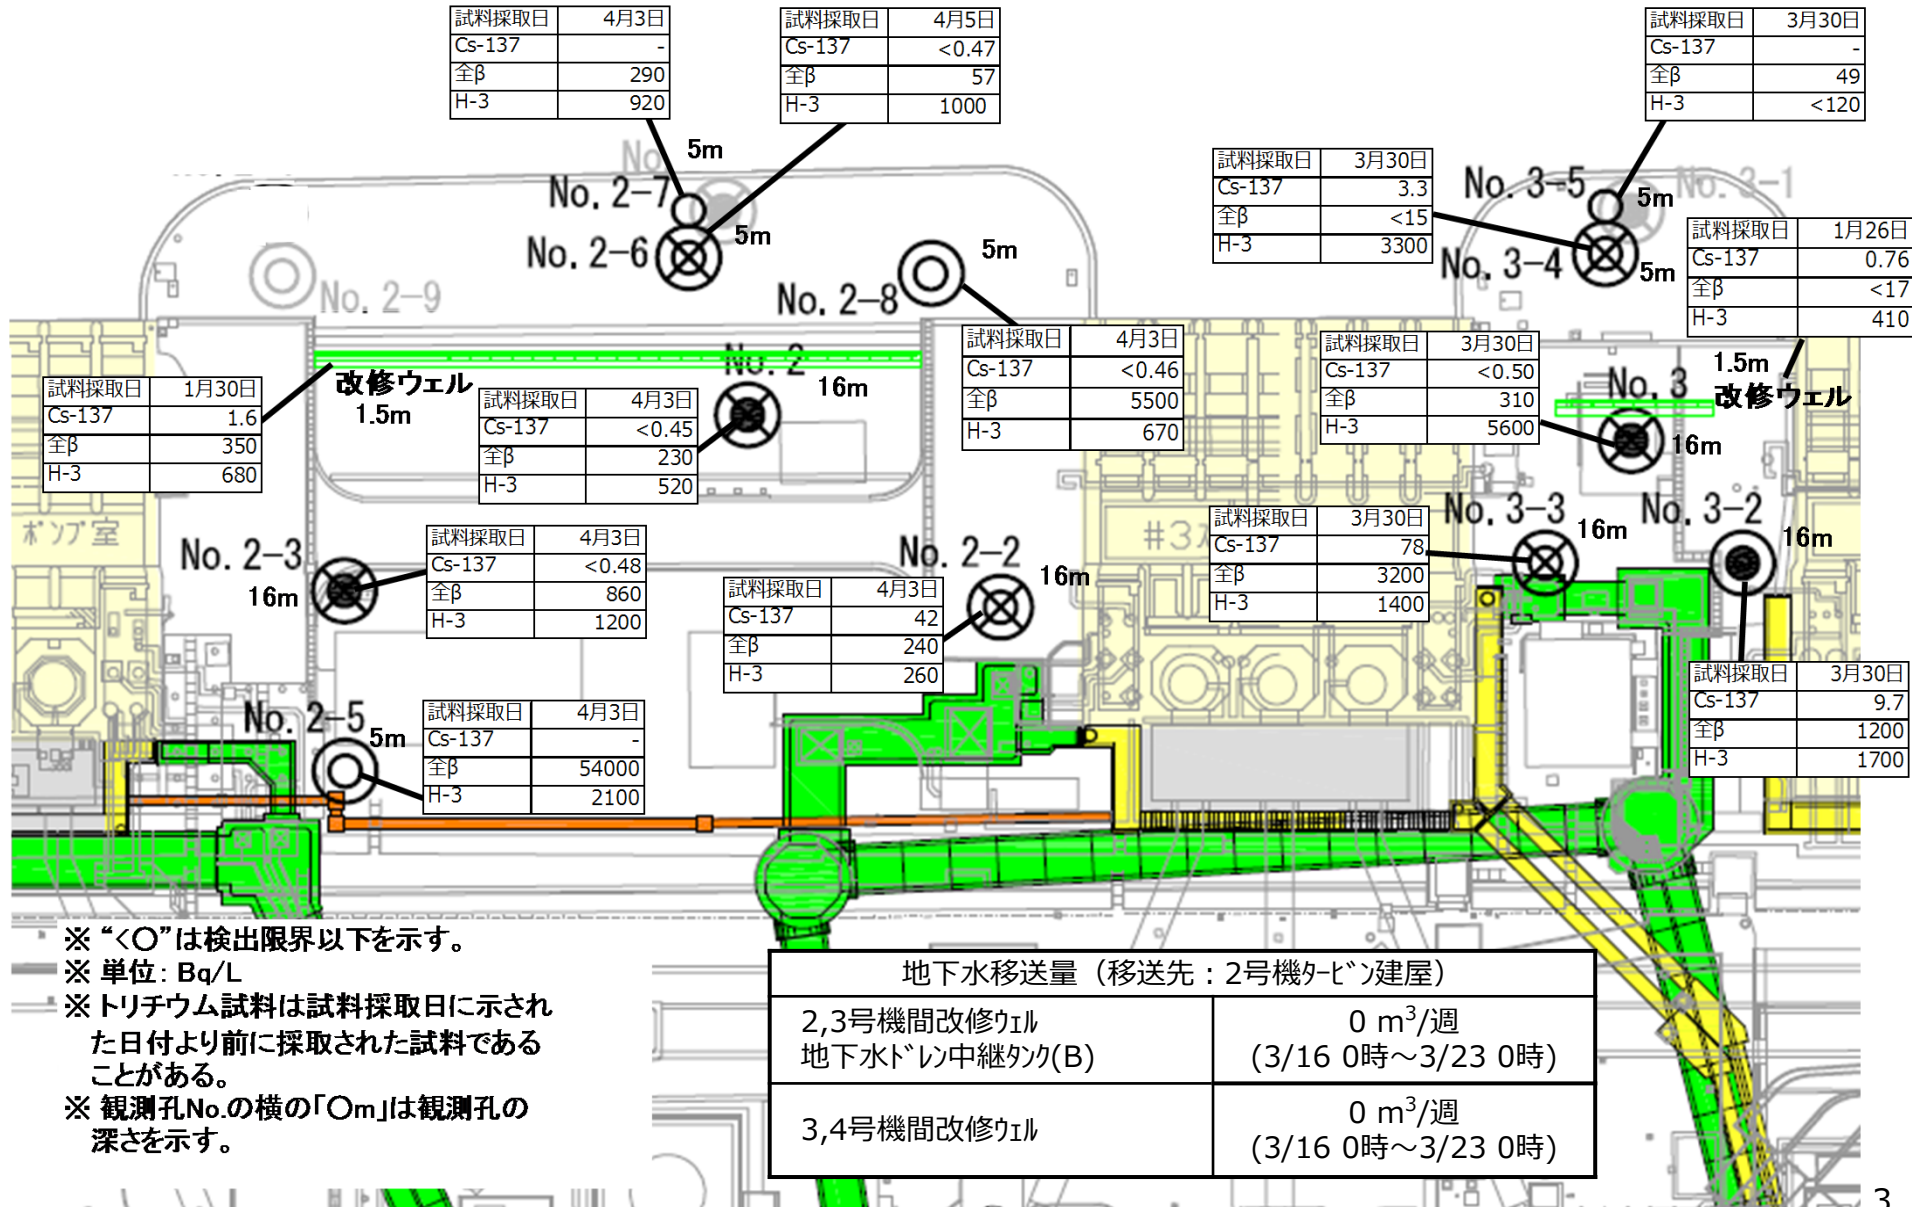 試料採取日 4月3日
Cs-137 -
全β 290
H-3 920
試料採取日 4月5日
Cs-137 <0.47
全β 57
H-3 1000
試料採取日 3月30日
Cs-137 -
全β 49
H-3 <120
No 5m
No. 2-7
No. 2-6 5m
No. 2-9
No. 2-8 5m
試料採取日 3月30日
Cs-137 3.3
全β <15
H-3 3300
No. 3-5 5m
No. 3-1
No. 3-4 5m
試料採取日 1月26日
Cs-137 0.76
全β <17
H-3 410
試料採取日 1月30日
Cs-137 1.6
全β 350
H-3 680
改修ウェル
1.5m
試料採取日 4月3日
Cs-137 <0.45
全β 230
H-3 520
No. 2 16m
試料採取日 4月3日
Cs-137 <0.46
全β 5500
H-3 670
試料採取日 3月30日
Cs-137 <0.50
全β 310
H-3 5600
No. 3
16m
1.5m
改修ウェル
ポンプ室
No. 2-3
16m
試料採取日 4月3日
Cs-137 <0.48
全β 860
H-3 1200
No. 2-2
16m
試料採取日 4月3日
Cs-137 42
全β 240
H-3 260
#3
試料採取日 3月30日
Cs-137 78
全β 3200
H-3 1400
No. 3-3 16m
No. 3-2 16m
試料採取日 3月30日
Cs-137 9.7
全β 1200
H-3 1700
No. 2-5 5m
試料採取日 4月3日
Cs-137 -
全β 54000
H-3 2100
※ “<〇”は検出限界以下を示す。
※ 単位: Bq/L
※ トリチウム試料は試料採取日に示され
た日付より前に採取された試料である
ことがある。
※ 観測孔No.の横の「〇m」は観測孔の
深さを示す。
地下水移送量（移送先：2号機ﾀｰﾋﾞﾝ建屋）
2,3号機間改修ｳｪﾙ
地下水ﾄﾞﾚﾝ中継ﾀﾝｸ(B)
0 m³/週
(3/16 0時～3/23 0時)
3,4号機間改修ｳｪﾙ
0 m³/週
(3/16 0時～3/23 0時)
3